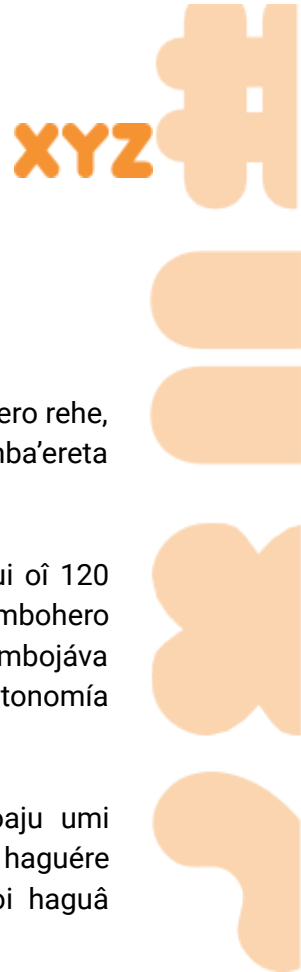 XYZ
ero rehe,
mba'ereta
ui oî 120
mbohero
mbojáva
tonomía
paju umi
haguére
oi haguâ